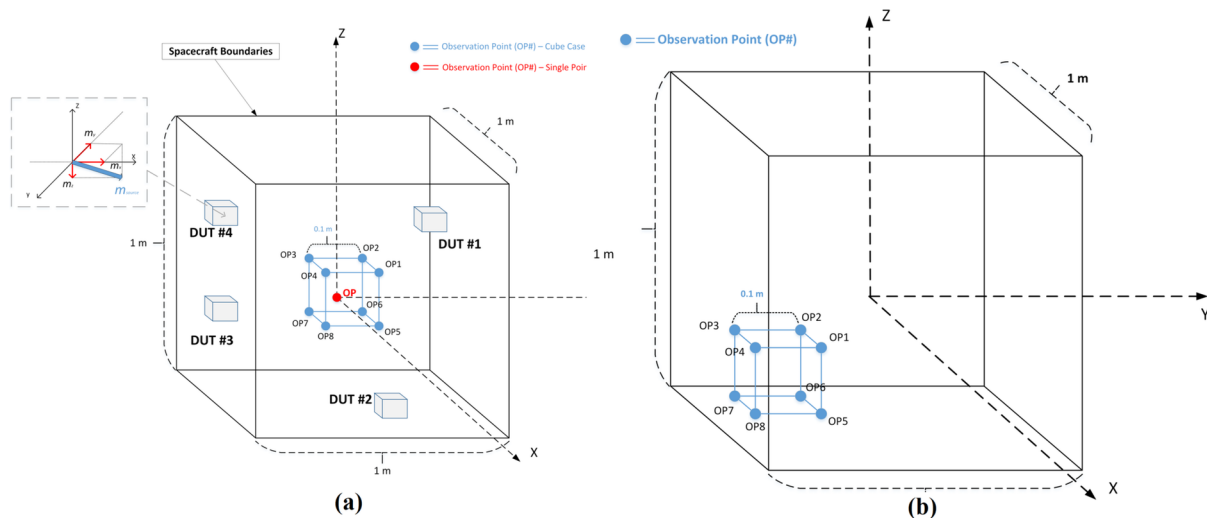 Z
Spacecraft Boundaries
Observation Point (OP#) – Cube Case
Observation Point (OP#) – Single Poir
1 m
Z
X
Y
DUT #4
DUT #1
0.1 m
OP3
OP2
OP4
OP1
OP
1 m
OP7
OP6
OP8
OP5
DUT #3
DUT #2
X
1 m
(a)
Observation Point (OP#)
Z
1 m
1 m
Y
0.1 m
OP3
OP2
OP4
OP1
OP6
OP7
OP8
OP5
X
(b)